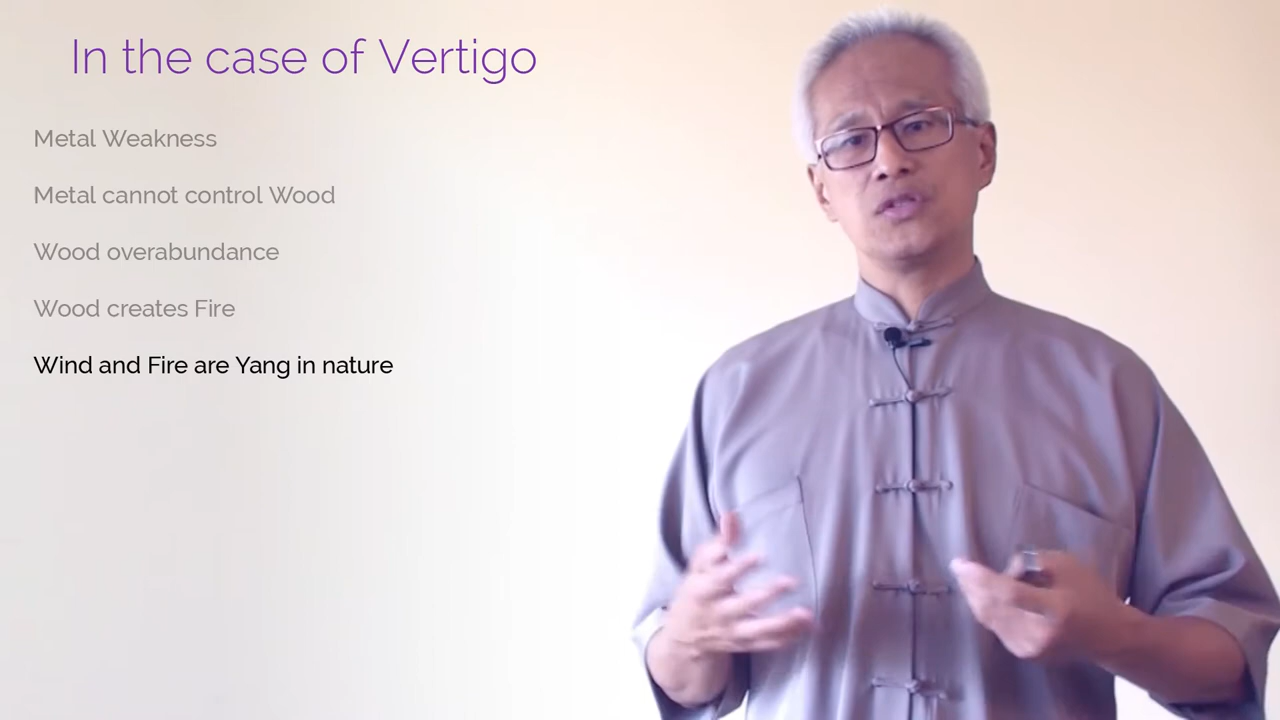 In the case of Vertigo
Metal Weakness
Metal cannot control Wood
Wood overabundance
Wood creates Fire
Wind and Fire are Yang in nature